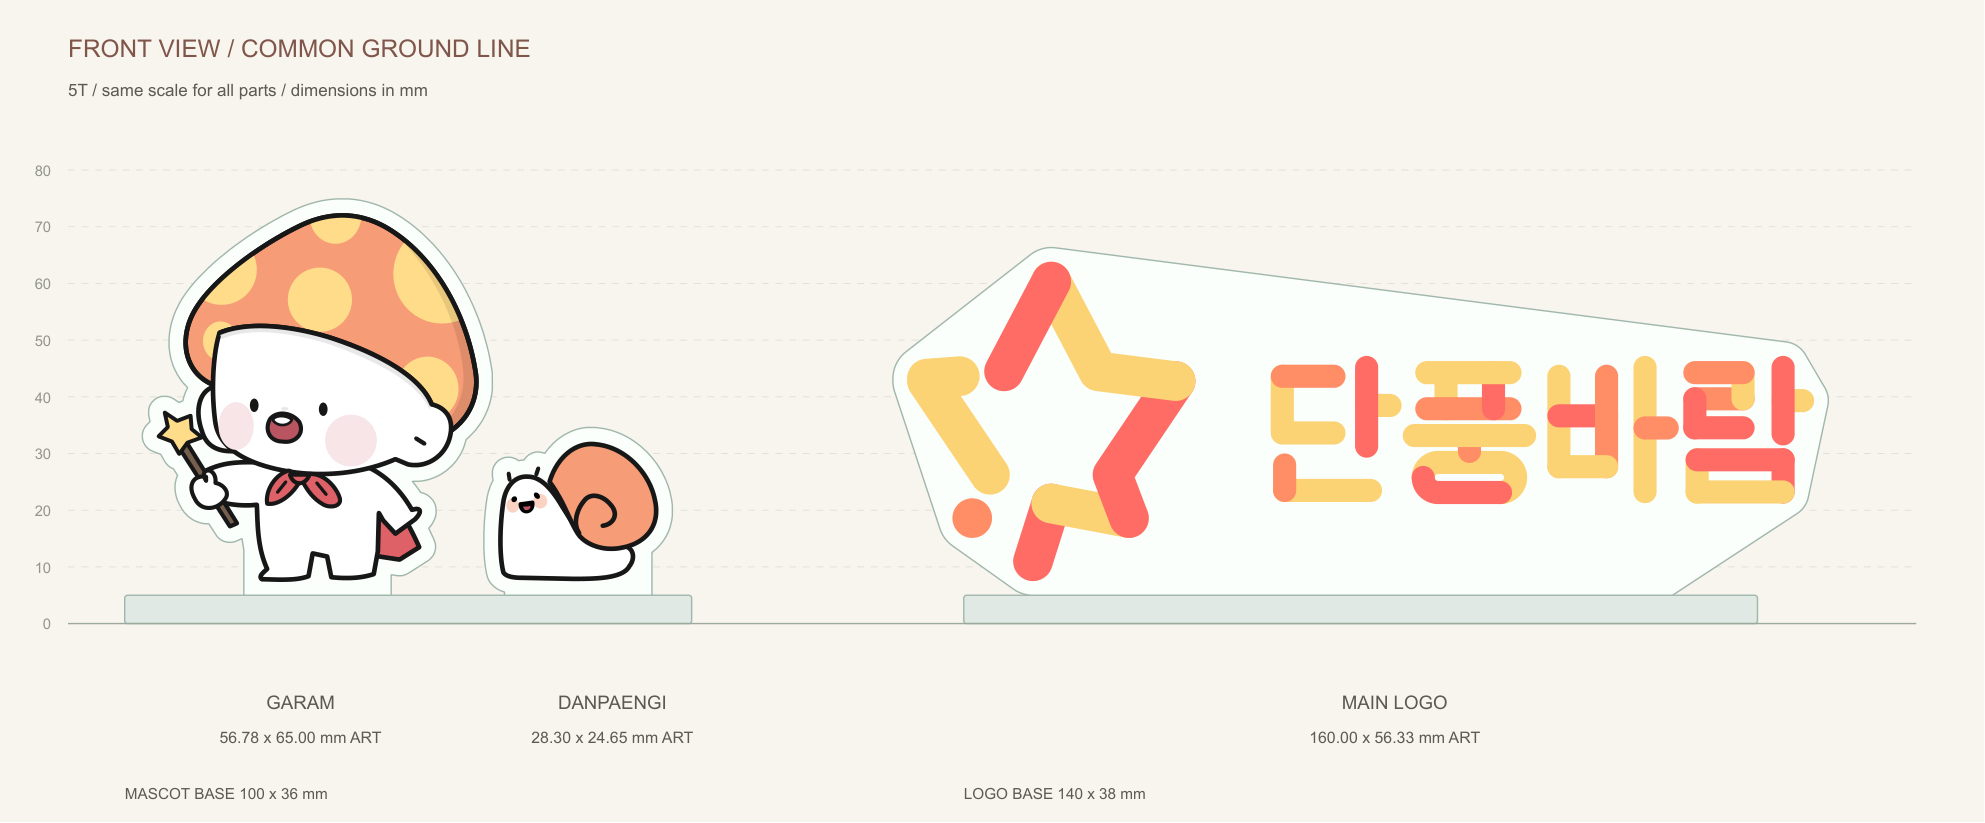 FRONT VIEW / COMMON GROUND LINE
5T / same scale for all parts / dimensions in mm
80
70
60
50
40
30
20
10
0
단풍바람
GARAM
56.78 x 65.00 mm ART
DANPAENGI
28.30 x 24.65 mm ART
MAIN LOGO
160.00 x 56.33 mm ART
MASCOT BASE 100 x 36 mm
LOGO BASE 140 x 38 mm